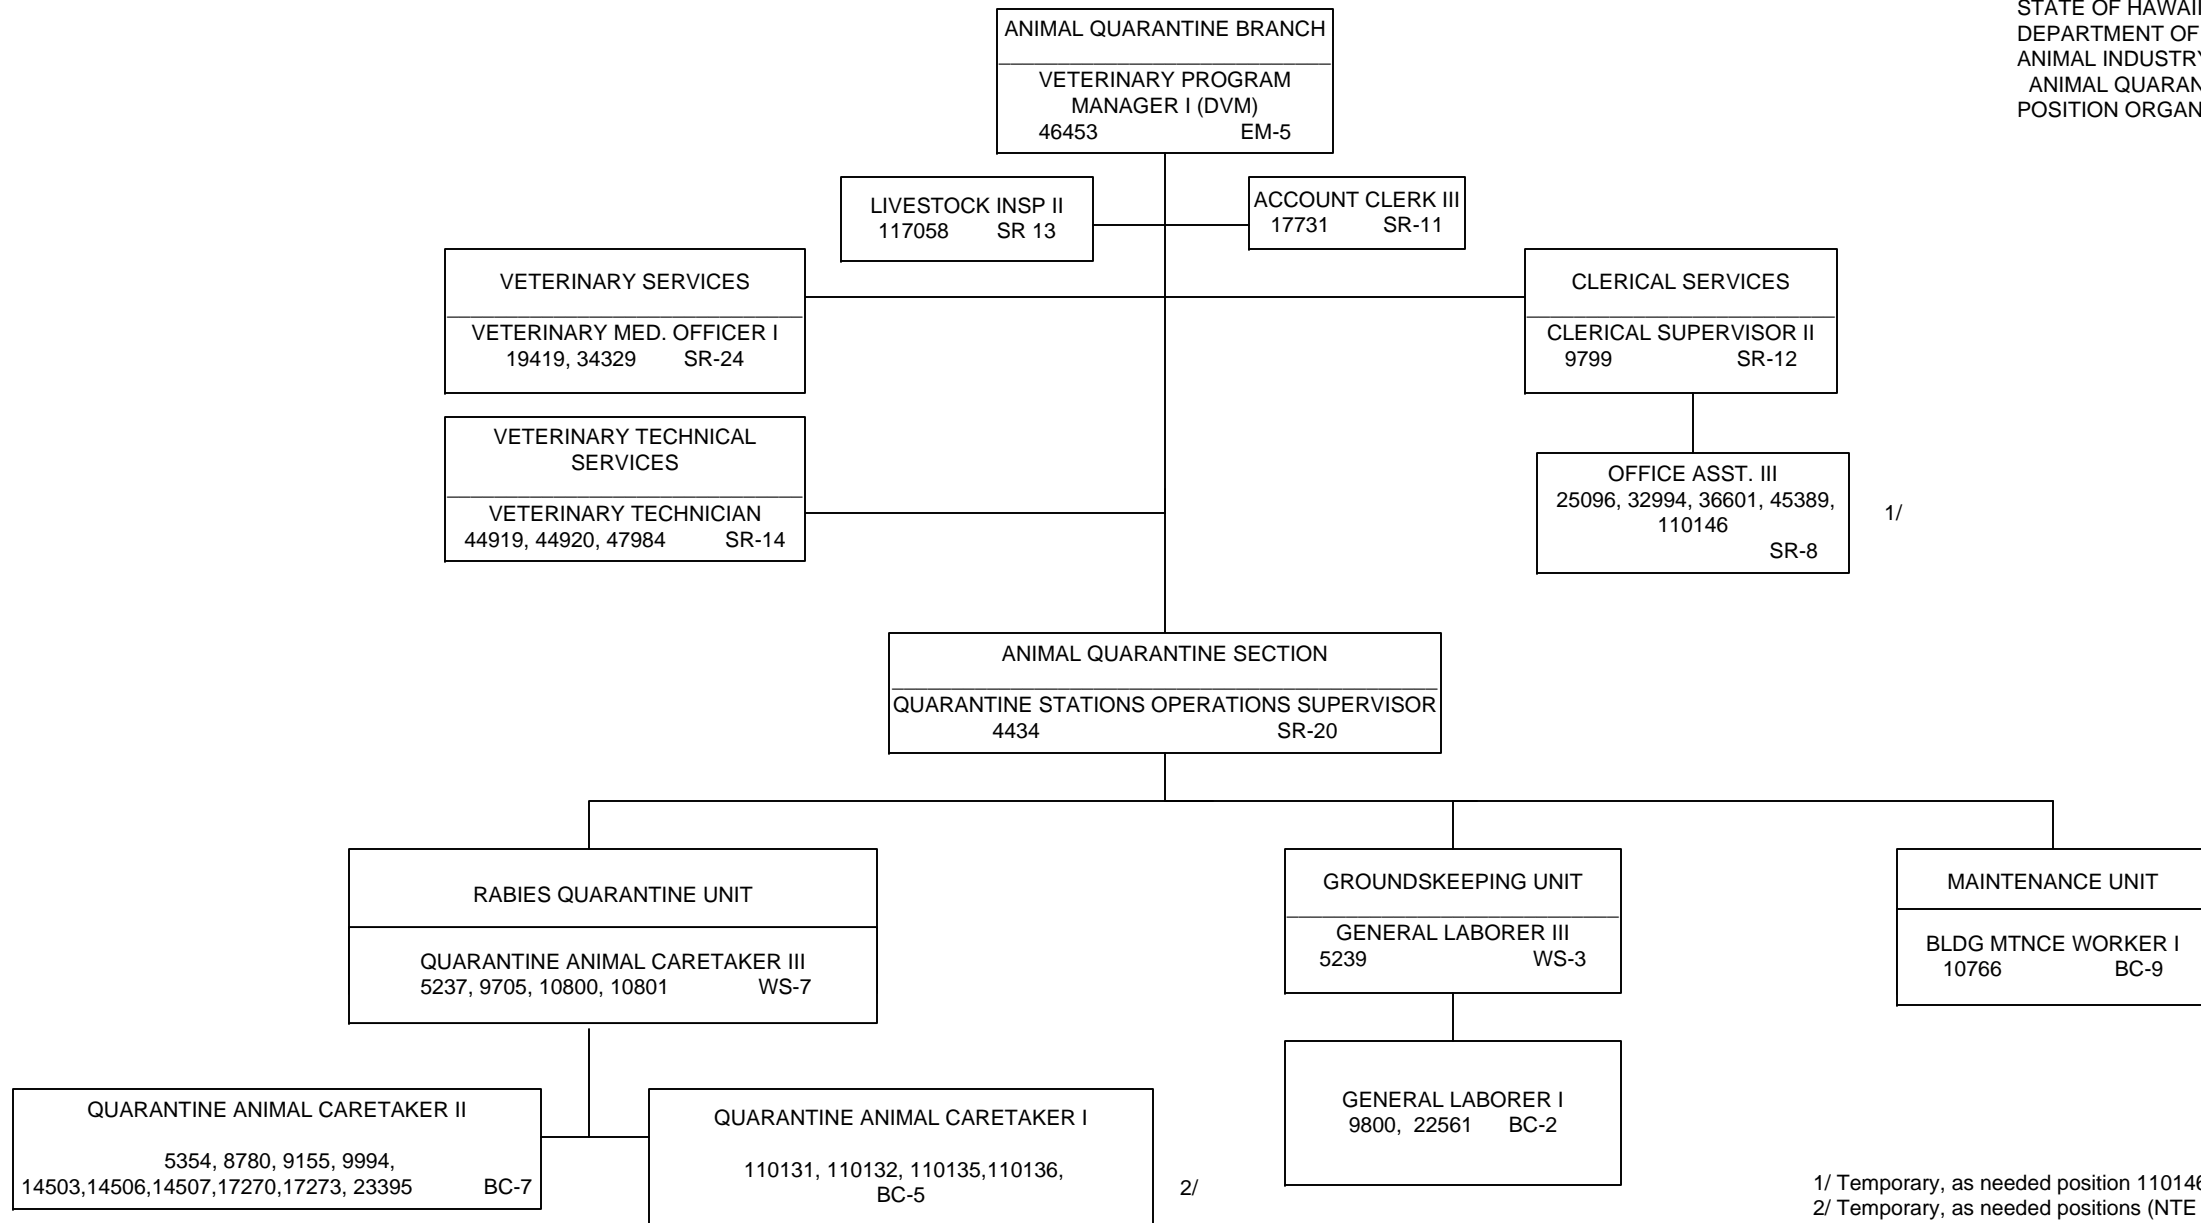 STATE OF HAWAII
DEPARTMENT OF
ANIMAL INDUSTRY
ANIMAL QUARAN
POSITION ORGAN
ANIMAL QUARANTINE BRANCH
VETERINARY PROGRAM
MANAGER I (DVM)
46453 EM-5
LIVESTOCK INSP II
117058 SR 13
ACCOUNT CLERK III
17731 SR-11
VETERINARY SERVICES
VETERINARY MED. OFFICER I
19419, 34329 SR-24
CLERICAL SERVICES
CLERICAL SUPERVISOR II
9799 SR-12
VETERINARY TECHNICAL
SERVICES
VETERINARY TECHNICIAN
44919, 44920, 47984 SR-14
OFFICE ASST. III
25096, 32994, 36601, 45389,
110146
SR-8
1/
ANIMAL QUARANTINE SECTION
QUARANTINE STATIONS OPERATIONS SUPERVISOR
4434 SR-20
RABIES QUARANTINE UNIT
QUARANTINE ANIMAL CARETAKER III
5237, 9705, 10800, 10801 WS-7
GROUNDSKEEPING UNIT
GENERAL LABORER III
5239 WS-3
MAINTENANCE UNIT
BLDG MTNCE WORKER I
10766 BC-9
QUARANTINE ANIMAL CARETAKER II
5354, 8780, 9155, 9994,
14503,14506,14507,17270,17273, 23395 BC-7
QUARANTINE ANIMAL CARETAKER I
110131, 110132, 110135,110136,
BC-5
2/
GENERAL LABORER I
9800, 22561 BC-2
1/ Temporary, as needed position 110146
2/ Temporary, as needed positions (NTE